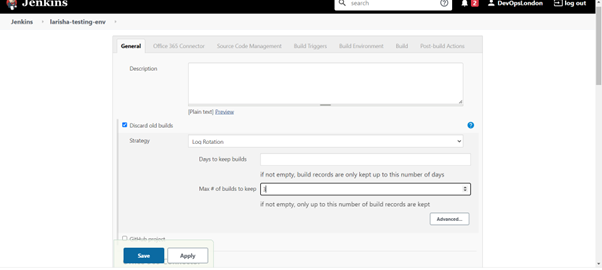 Jenkins
search
2
DevOpsLondon
log out
Jenkins
larisha-testing-env
General
Office 365 Connector
Source Code Management
Build Triggers
Build Environment
Build
Post-build Actions
Description
[Plain text] Preview
Discard old builds
Strategy
Log Rotation
Days to keep builds
if not empty, build records are only kept up to this number of days
Max # of builds to keep
if not empty, only up to this number of build records are kept
Advanced...
GitHub project
Save
Apply